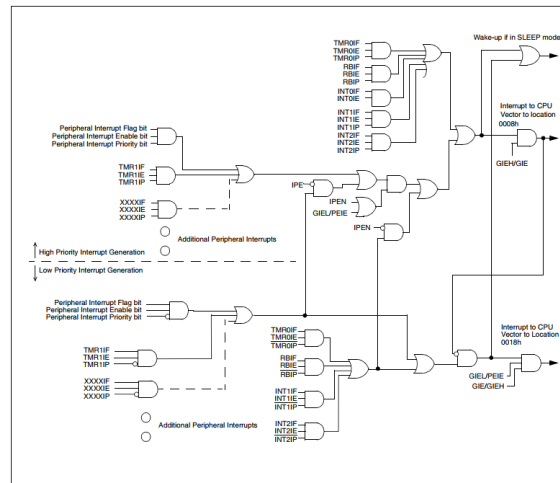 Wake-up if in SLEEP mode
TMR0IF
TMR0IE
TMR0IP
RBIF
RBIE
RBIP
INT0IF
INT0IE
INT1IF
INT1IE
INT1IP
INT2IF
INT2IE
INT2IP
Interrupt to CPU
Vector to location
0008h
GIEH/GIE
Peripheral Interrupt Flag bit
Peripheral Interrupt Enable bit
Peripheral Interrupt Priority bit
TMR1IF
TMR1IE
TMR1IP
XXXXIF
XXXXIE
XXXXIP
Additional Peripheral Interrupts
IPE
IPEN
GIEL/PEIE
IPEN
High Priority Interrupt Generation
Low Priority Interrupt Generation
Peripheral Interrupt Flag bit
Peripheral Interrupt Enable bit
Peripheral Interrupt Priority bit
TMR1IF
TMR1IE
TMR1IP
XXXXIF
XXXXIE
XXXXIP
Additional Peripheral Interrupts
TMR0IF
TMR0IE
TMR0IP
RBIF
RBIE
RBIP
INT1IF
INT1IE
INT1IP
INT2IF
INT2IE
INT2IP
Interrupt to CPU
Vector to Location
0018h
GIEL/PEIE
GIE/GIEH